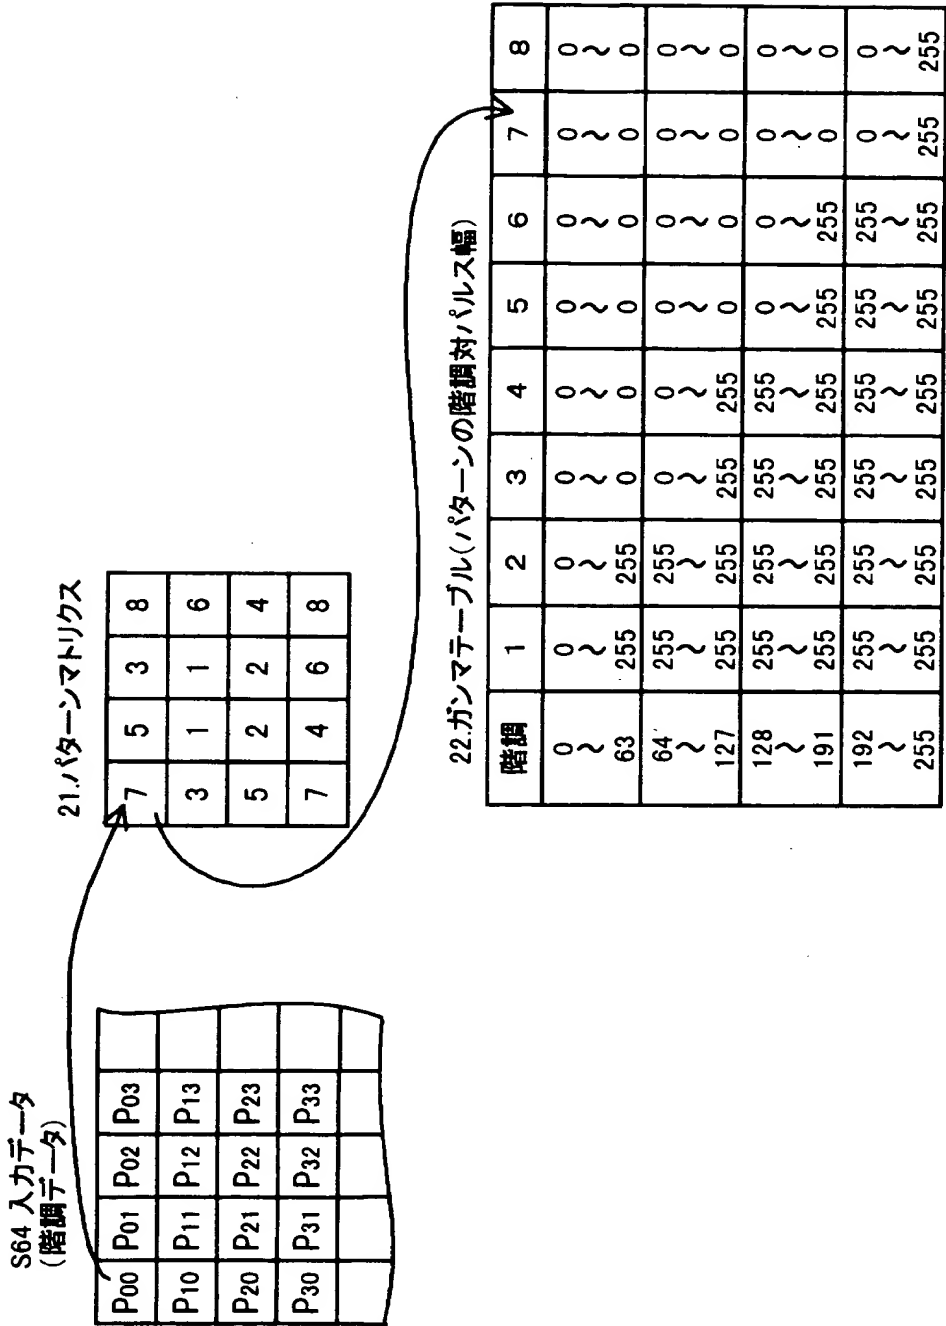 S64 入力データ
(階調データ)
P00 P01 P02 P03
P10 P11 P12 P13
P20 P21 P22 P23
P30 P31 P32 P33
21.パターンマトリクス
7 5 3 8
3 1 1 6
5 2 2 4
7 4 6 8
22.ガンマテーブル(パターンの階調対パルス幅)
階調 1 2 3 4 5 6 7 8
0~63 0~255 0~255 0~0 0~0 0~0 0~0 0~0 0~0
64~127 255~255 255~255 0~255 0~255 0~0 0~0 0~0 0~0
128~191 255~255 255~255 255~255 255~255 0~255 0~255 0~0 0~0
192~255 255~255 255~255 255~255 255~255 255~255 255~255 0~255 0~255